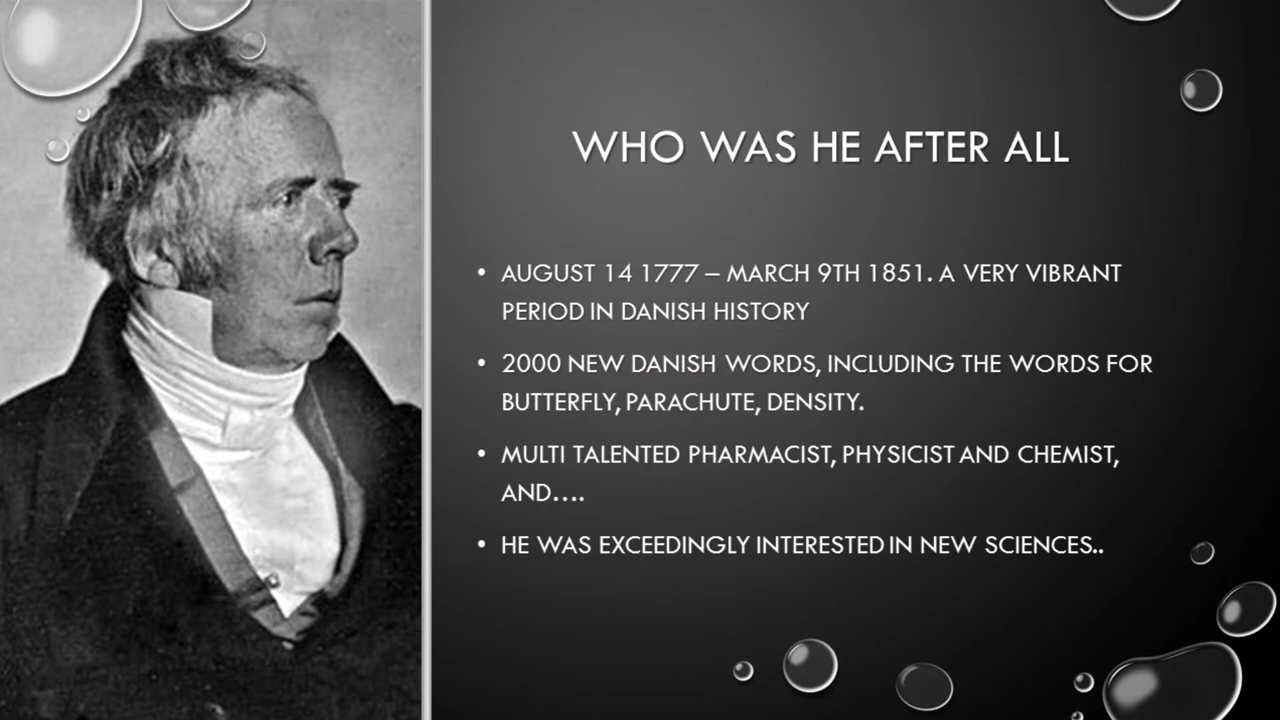 WHO WAS HE AFTER ALL
• AUGUST 14 1777 – MARCH 9TH 1851. A VERY VIBRANT
PERIOD IN DANISH HISTORY
• 2000 NEW DANISH WORDS, INCLUDING THE WORDS FOR
BUTTERFLY, PARACHUTE, DENSITY.
• MULTI TALENTED PHARMACIST, PHYSICIST AND CHEMIST,
AND....
• HE WAS EXCEEDINGLY INTERESTED IN NEW SCIENCES..